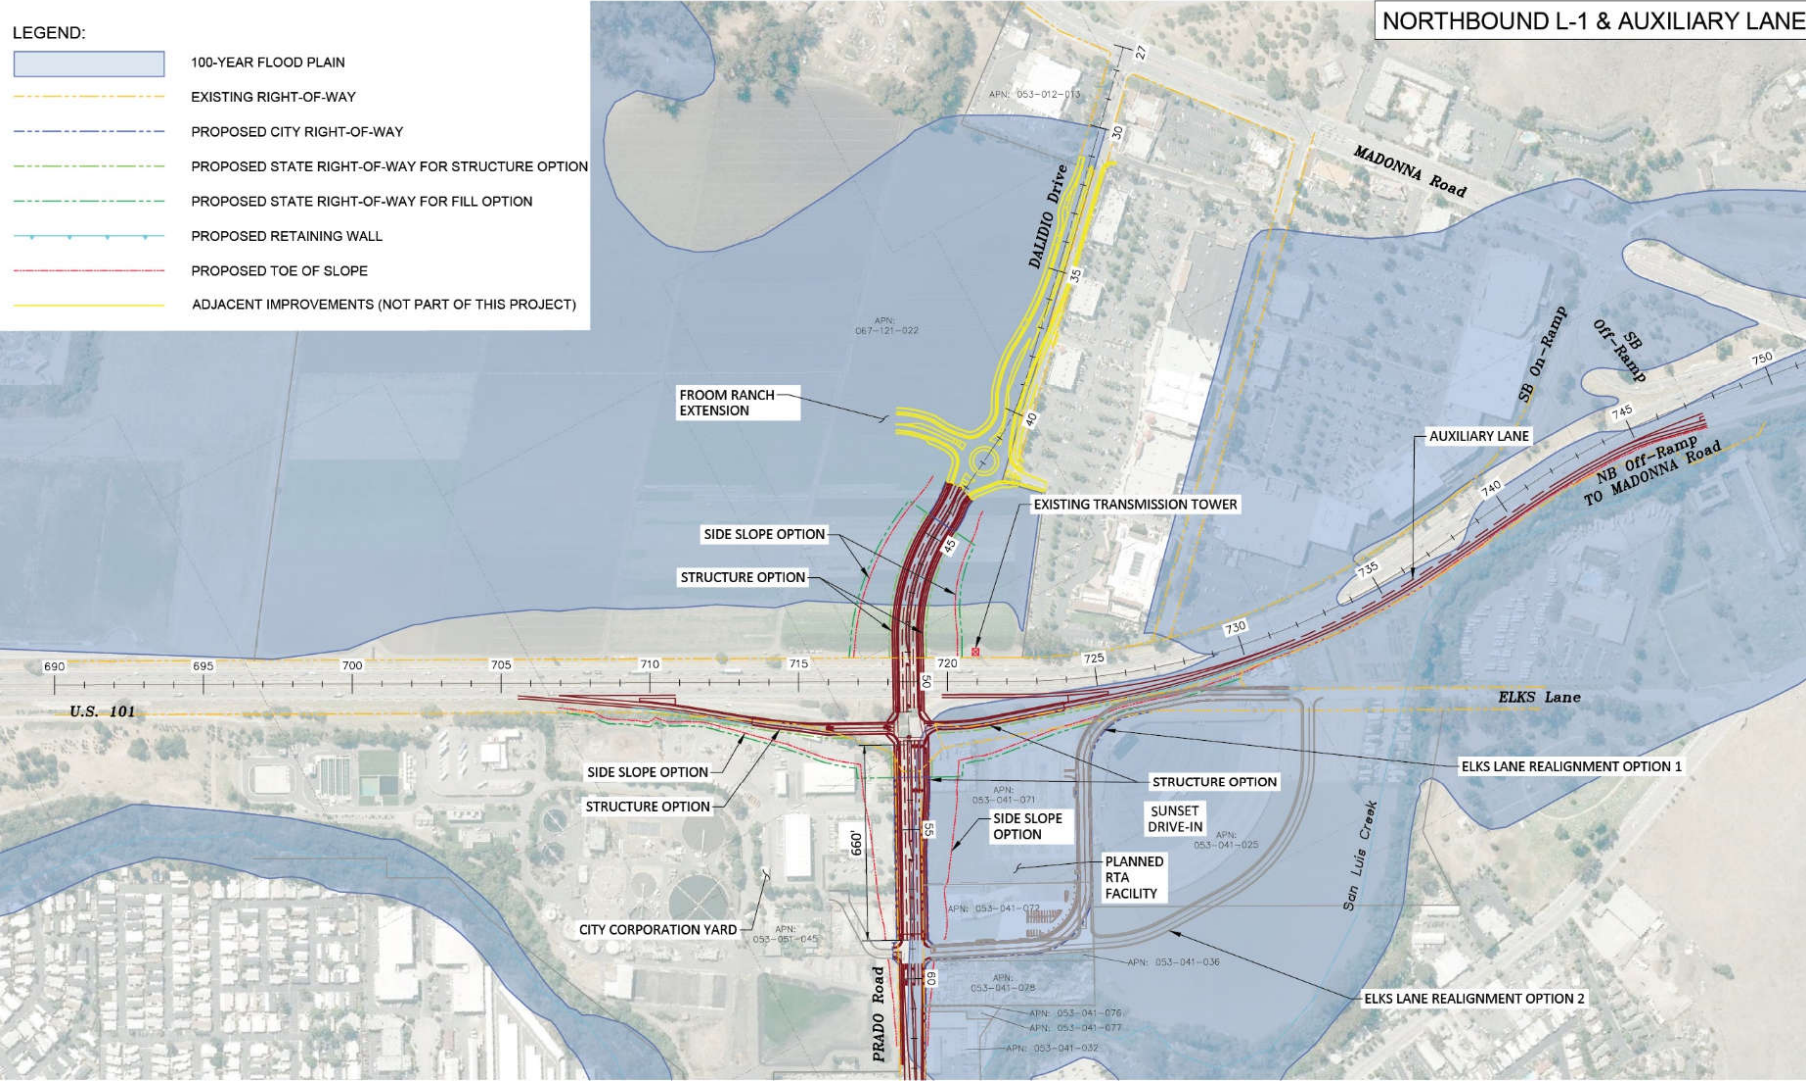 NORTHBOUND L-1 & AUXILIARY LANE
LEGEND:
100-YEAR FLOOD PLAIN
EXISTING RIGHT-OF-WAY
PROPOSED CITY RIGHT-OF-WAY
PROPOSED STATE RIGHT-OF-WAY FOR STRUCTURE OPTION
PROPOSED STATE RIGHT-OF-WAY FOR FILL OPTION
PROPOSED RETAINING WALL
PROPOSED TOE OF SLOPE
ADJACENT IMPROVEMENTS (NOT PART OF THIS PROJECT)
27
APN: 053-012-013
30
MADONNA Road
DALIDIO Drive
35
APN:
067-121-022
SB On-Ramp
SB
Off-Ramp
750
745
FROOM RANCH
EXTENSION
40
AUXILIARY LANE
NB Off-Ramp
TO MADONNA Road
740
EXISTING TRANSMISSION TOWER
SIDE SLOPE OPTION
45
STRUCTURE OPTION
735
730
690
695
700
705
710
715
720
725
50
U.S. 101
ELKS Lane
SIDE SLOPE OPTION
STRUCTURE OPTION
ELKS LANE REALIGNMENT OPTION 1
STRUCTURE OPTION
APN:
053-041-071
SUNSET
DRIVE-IN
SIDE SLOPE
OPTION
55
660'
APN:
053-041-025
San Luis Creek
PLANNED
RTA
FACILITY
APN: 053-041-072
CITY CORPORATION YARD
APN:
053-051-045
APN: 053-041-036
60
APN:
053-041-078
PRADO Road
ELKS LANE REALIGNMENT OPTION 2
APN: 053-041-076
APN: 053-041-077
APN: 053-041-032